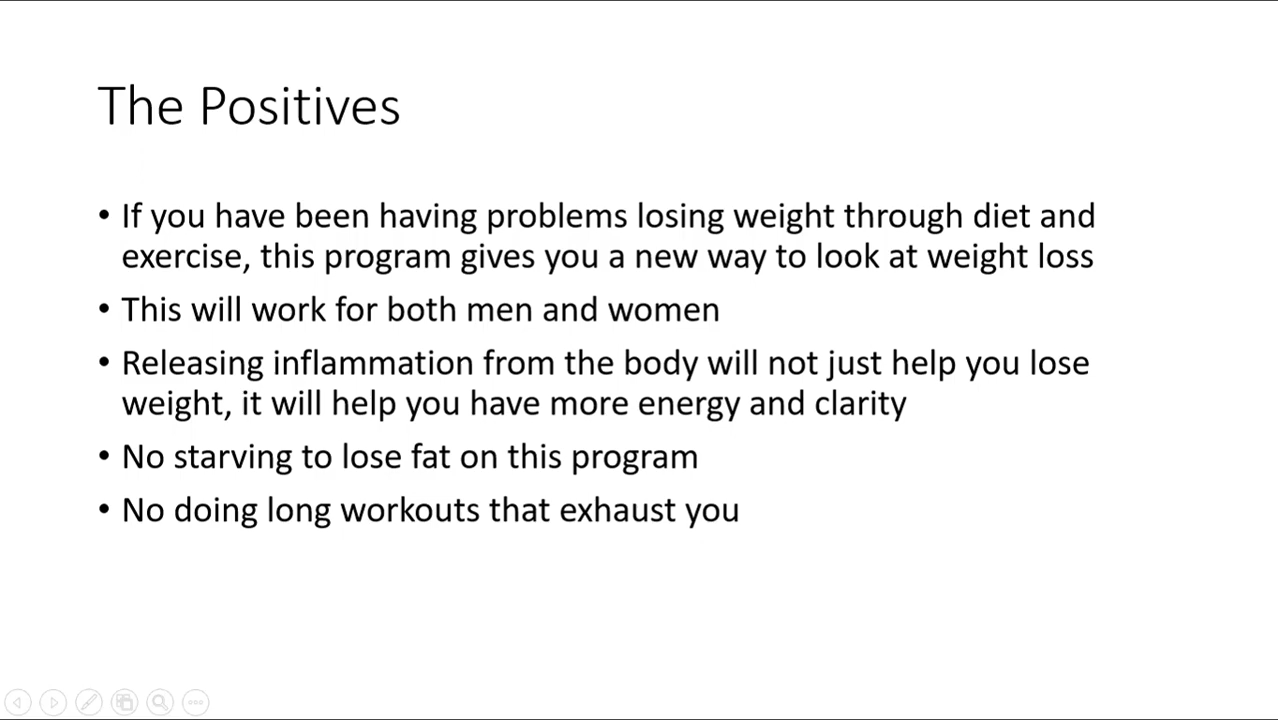 The Positives
• If you have been having problems losing weight through diet and
exercise, this program gives you a new way to look at weight loss
• This will work for both men and women
• Releasing inflammation from the body will not just help you lose
weight, it will help you have more energy and clarity
• No starving to lose fat on this program
• No doing long workouts that exhaust you